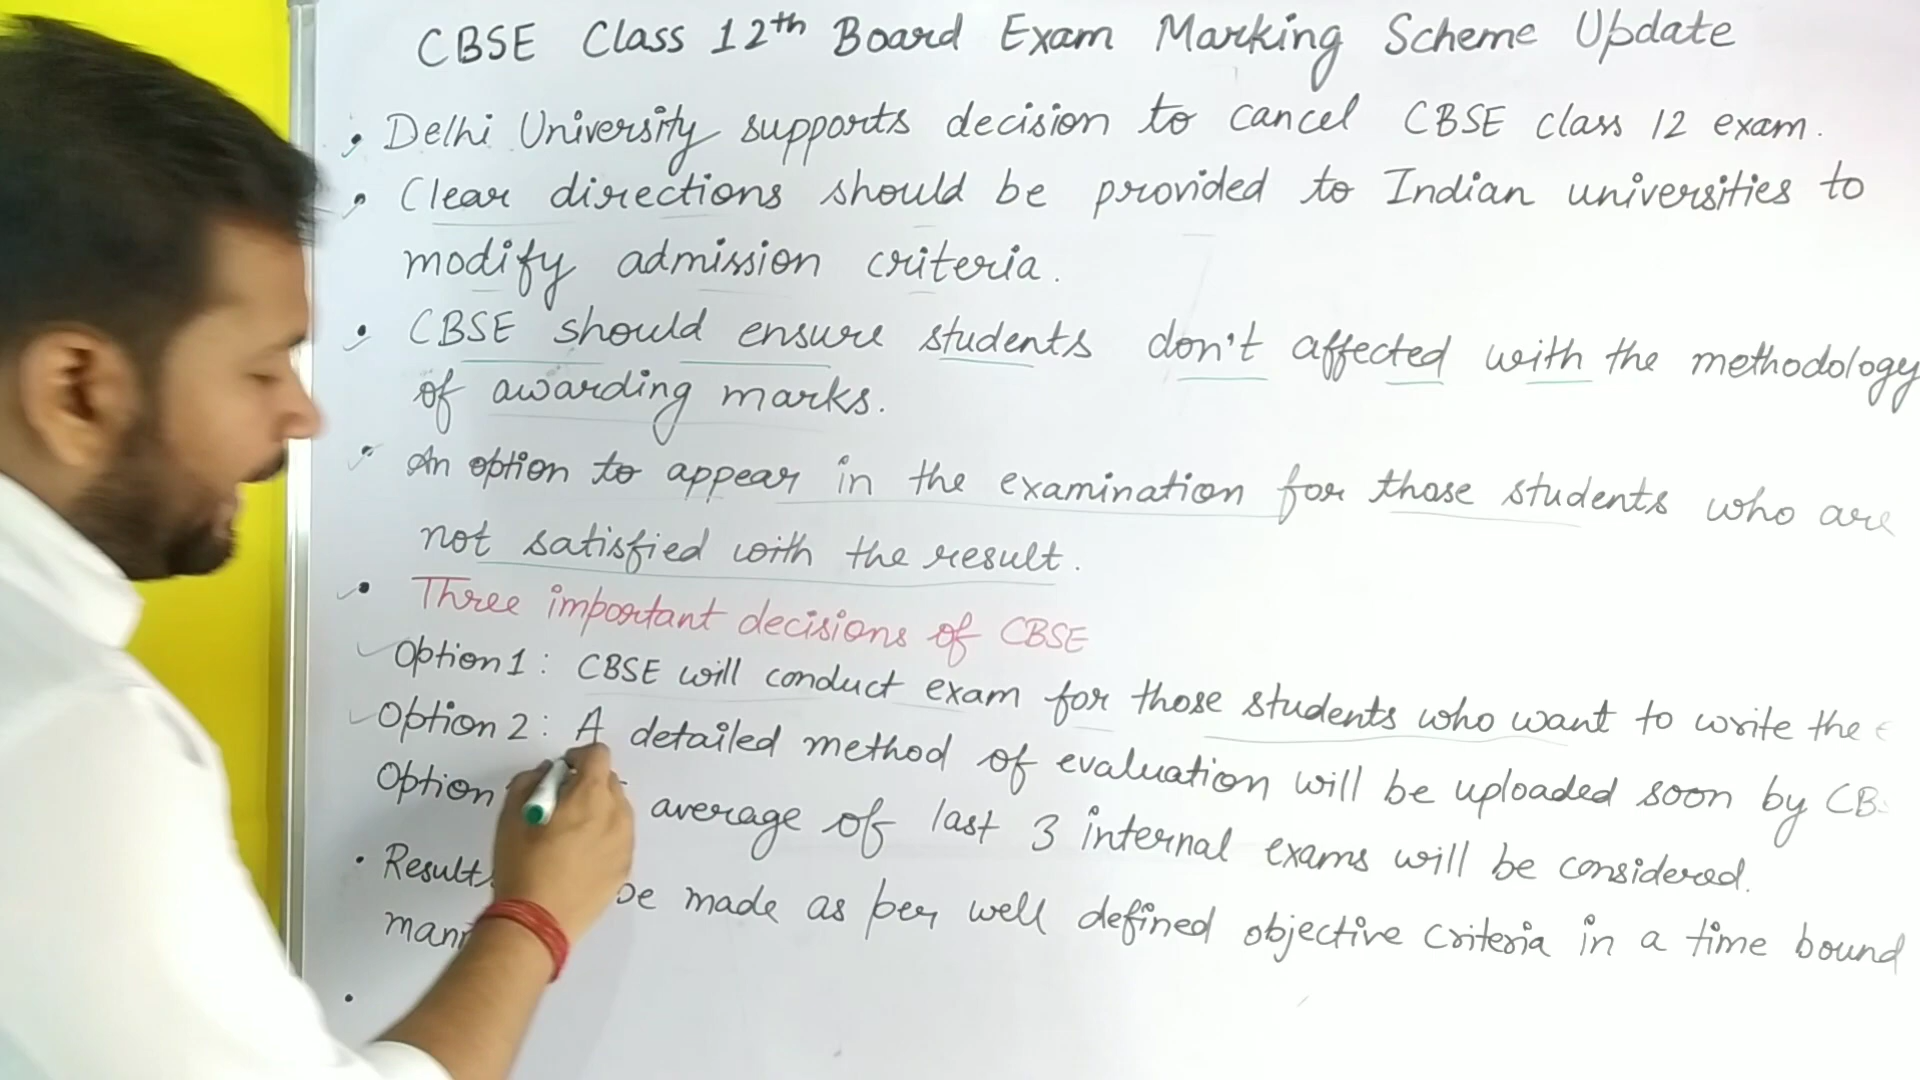 CBSE Class 12th Board Exam Marking Scheme Update
• Delhi University supports decision to cancel CBSE class 12 exam.
• Clear directions should be provided to Indian universities to
modify admission criteria.
• CBSE should ensure students don't affected with the methodology
of awarding marks.
• An option to appear in the examination for those students who are
not satisfied with the result.
• Three important decisions of CBSE
Option 1: CBSE will conduct exam for those students who want to write the
Option 2: A detailed method of evaluation will be uploaded soon by CB
Option average of last 3 internal exams will be considered.
• Result be made as per well defined objective criteria in a time bound
mann
•